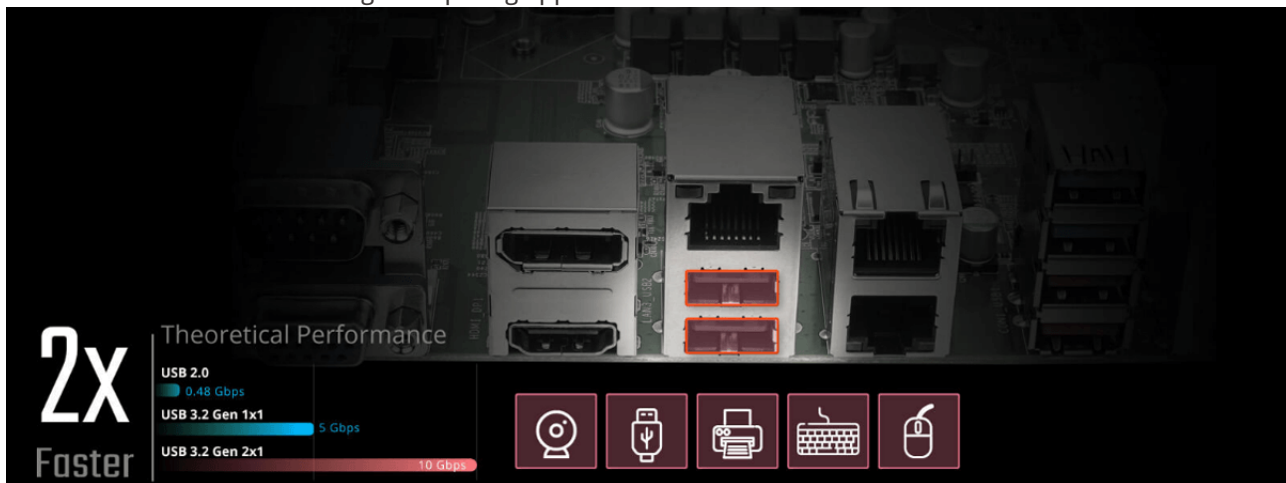 2x
Faster
Theoretical Performance
USB 2.0
0.48 Gbps
USB 3.2 Gen 1x1
5 Gbps
USB 3.2 Gen 2x1
10 Gbps